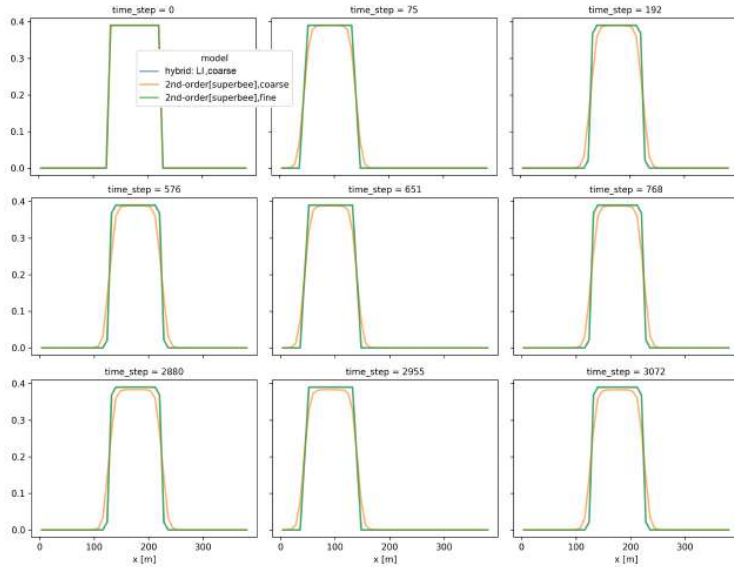 time_step = 0
time_step = 75
time_step = 192
0.4
0.3
0.2
0.1
0.0
model
hybrid: LI,coarse
2nd-order[superbee],coarse
2nd-order[superbee],fine
time_step = 576
time_step = 651
time_step = 768
0.4
0.3
0.2
0.1
0.0
time_step = 2880
time_step = 2955
time_step = 3072
0.4
0.3
0.2
0.1
0.0
0 100 200 300
0 100 200 300
0 100 200 300
x [m]
x [m]
x [m]